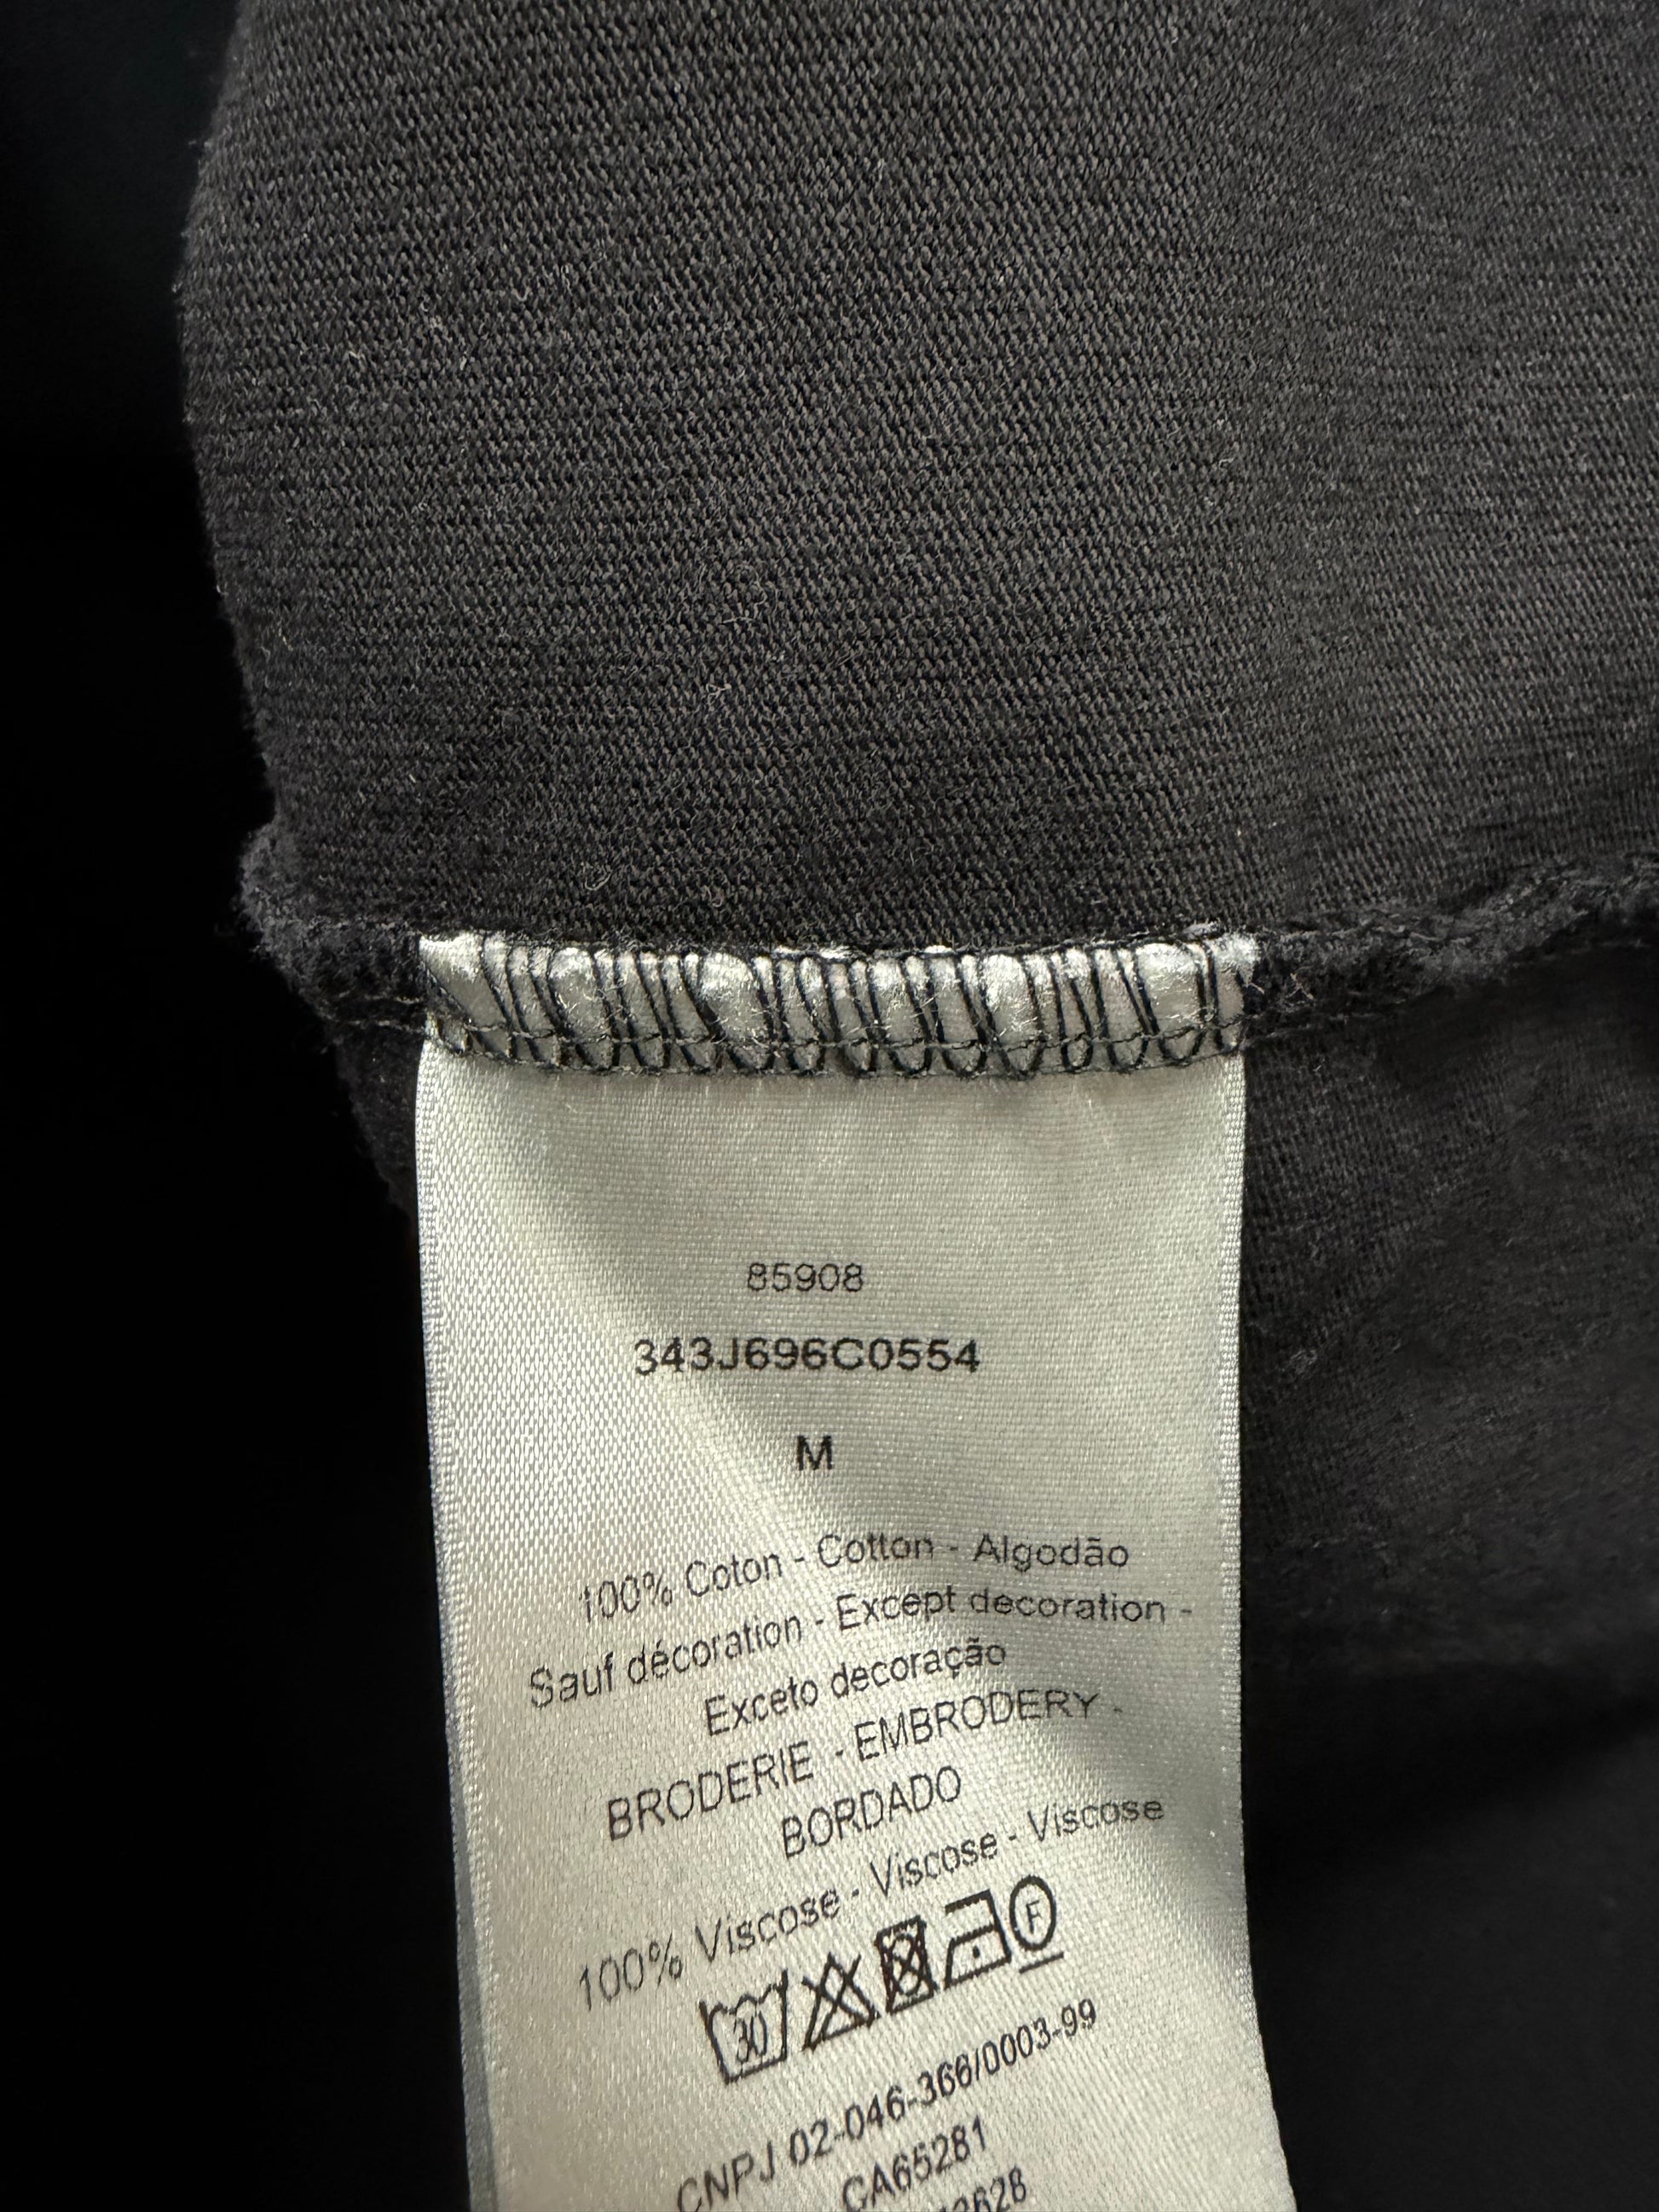 85908
343J696C0554
M
100% Coton - Cotton - Algodão
Sauf décoration - Except decoration -
Exceto decoração
BRODERIE - EMBRODERY -
BORDADO
100% Viscose - Viscose - Viscose
30 F
CNPJ 02-046-366/0003-99
CA65281